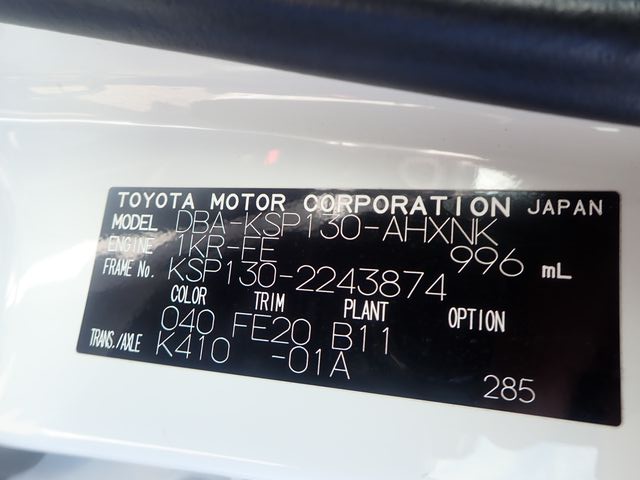 TOYOTA MOTOR CORPORATION JAPAN
MODEL DBA-KSP130-AHXNK
ENGINE 1KR-FE 996 mL
FRAME No. KSP130-2243874
COLOR TRIM PLANT OPTION
040 FE20 B11
TRANS./AXLE K410 -01A
285